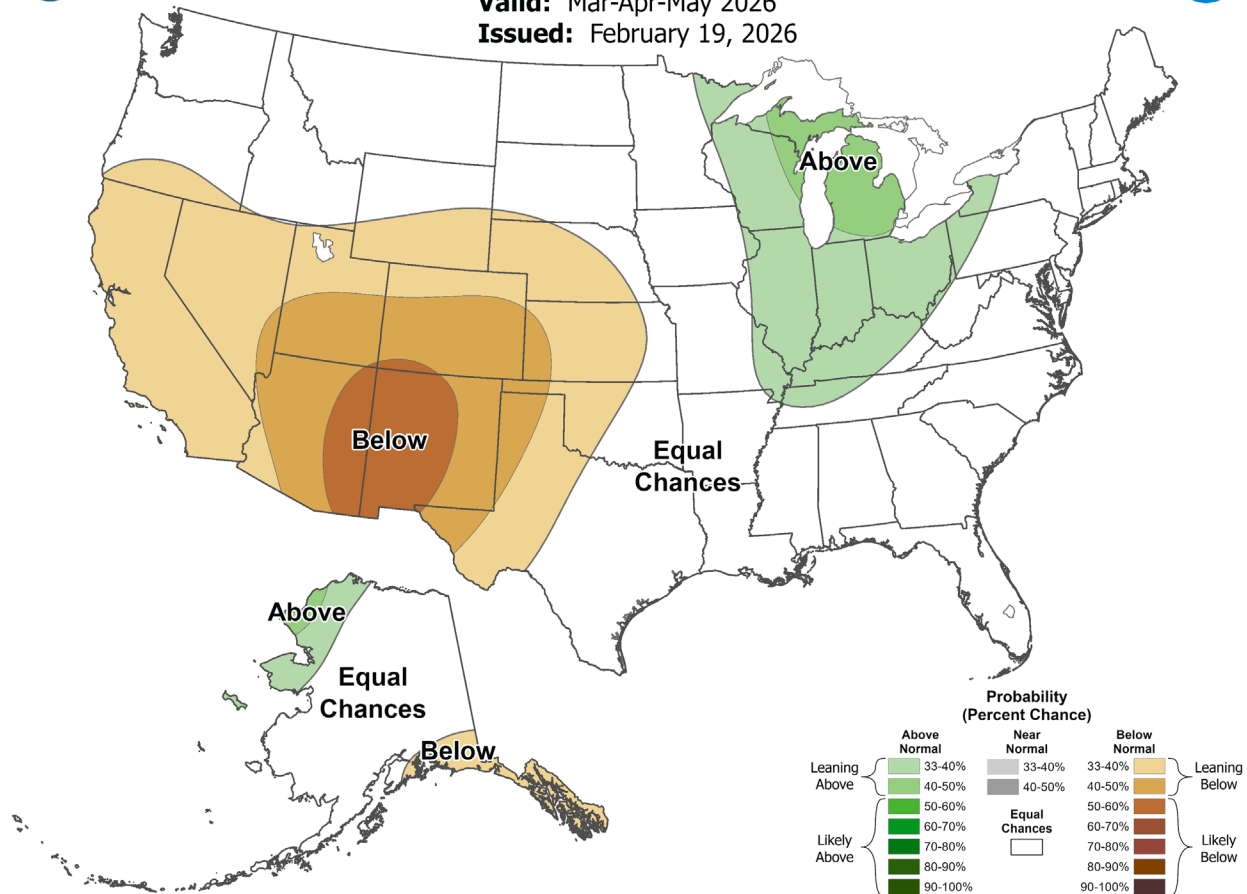 Valid: Mar-Apr-May 2026
Issued: February 19, 2026
Above
Below
Equal
Chances
Above
Equal
Chances
Below
Probability
(Percent Chance)
Above
Normal
Near
Normal
Below
Normal
Leaning
Above
33-40%
33-40%
33-40%
Leaning
Below
40-50%
40-50%
40-50%
Likely
Above
50-60%
50-60%
Likely
Below
60-70%
Equal
Chances
60-70%
70-80%
70-80%
80-90%
80-90%
90-100%
90-100%